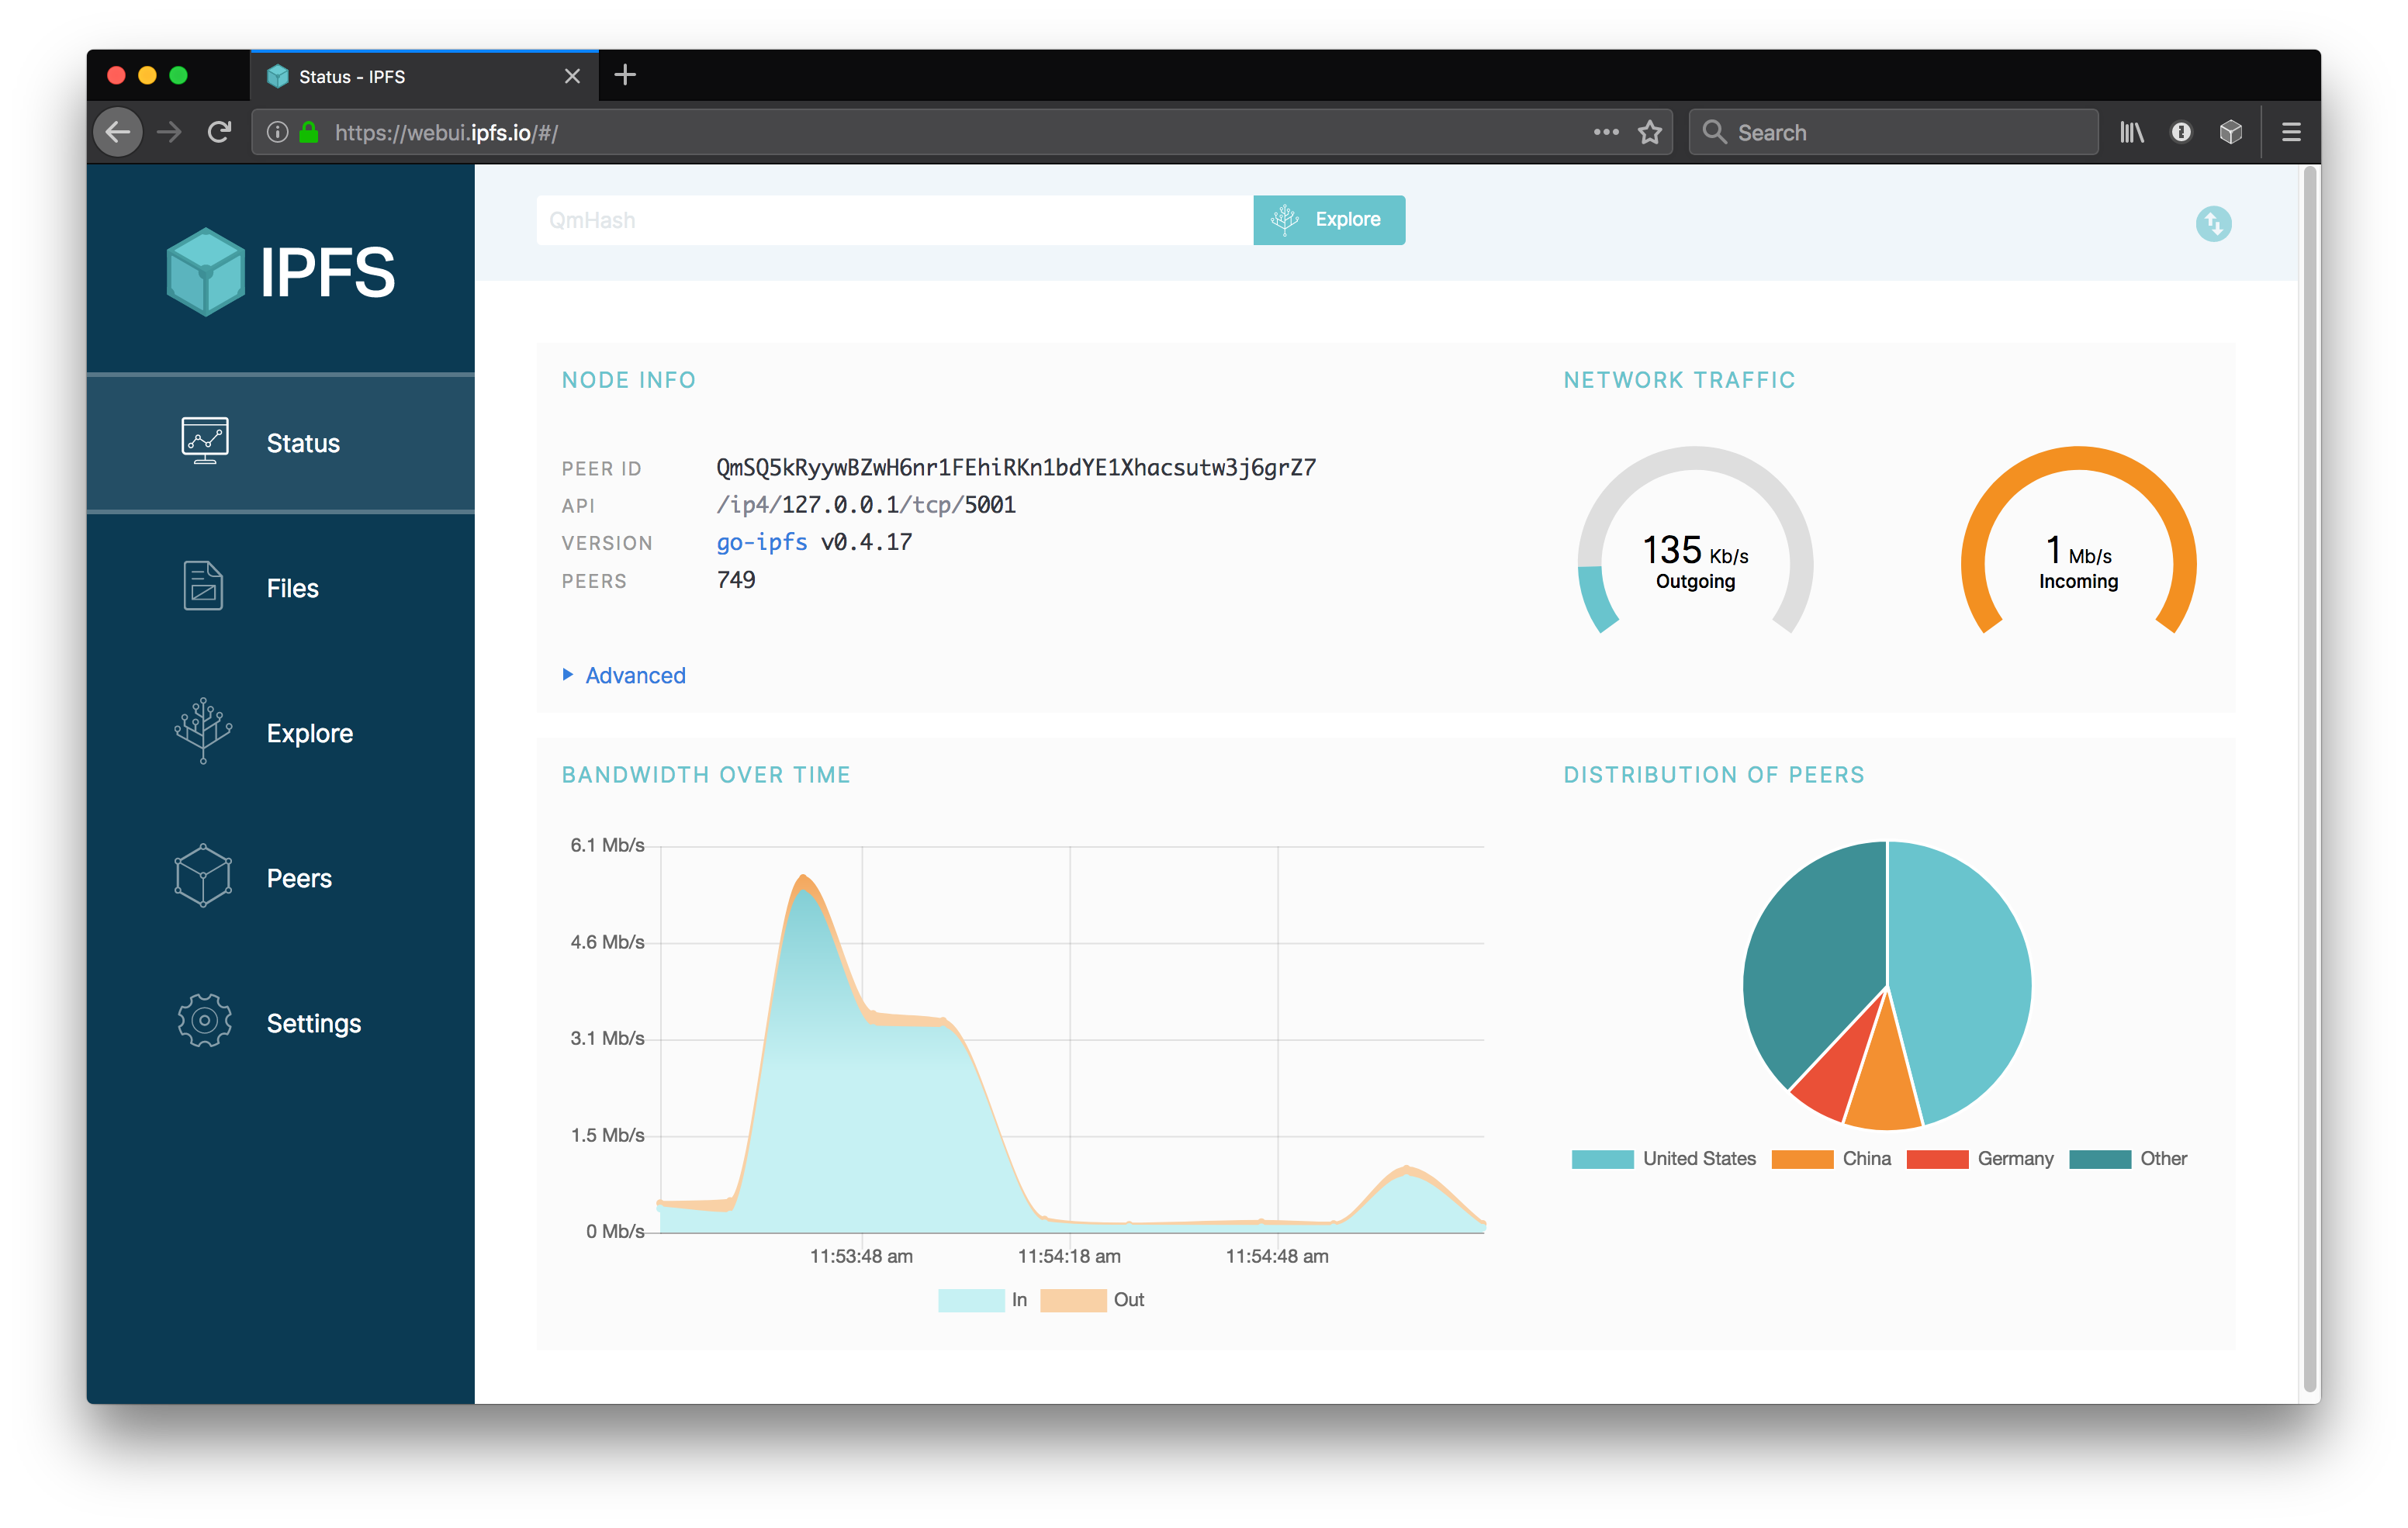 Status - IPFS
https://webui.ipfs.io/#/
Search
IPFS
QmHash
Explore
Status
Files
Explore
Peers
Settings
NODE INFO
PEER ID QmSQ5kRyywBZwH6nr1FEhiRKn1bdYE1Xhacsutw3j6grZ7
API /ip4/127.0.0.1/tcp/5001
VERSION go-ipfs v0.4.17
PEERS 749
Advanced
NETWORK TRAFFIC
135 Kb/s
Outgoing
1 Mb/s
Incoming
BANDWIDTH OVER TIME
6.1 Mb/s
4.6 Mb/s
3.1 Mb/s
1.5 Mb/s
0 Mb/s
11:53:48 am 11:54:18 am 11:54:48 am
In Out
DISTRIBUTION OF PEERS
United States China Germany Other